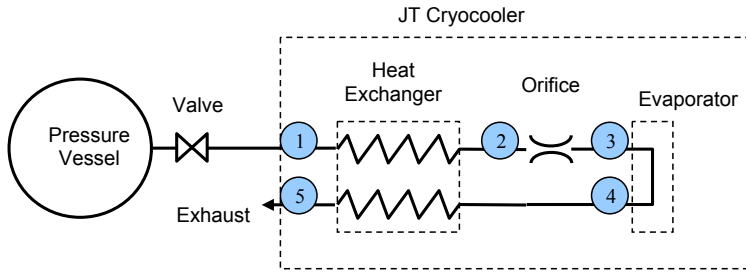 JT Cryocooler
Heat
Exchanger
Orifice
Evaporator
Valve
Pressure
Vessel
1
2
3
5
4
Exhaust